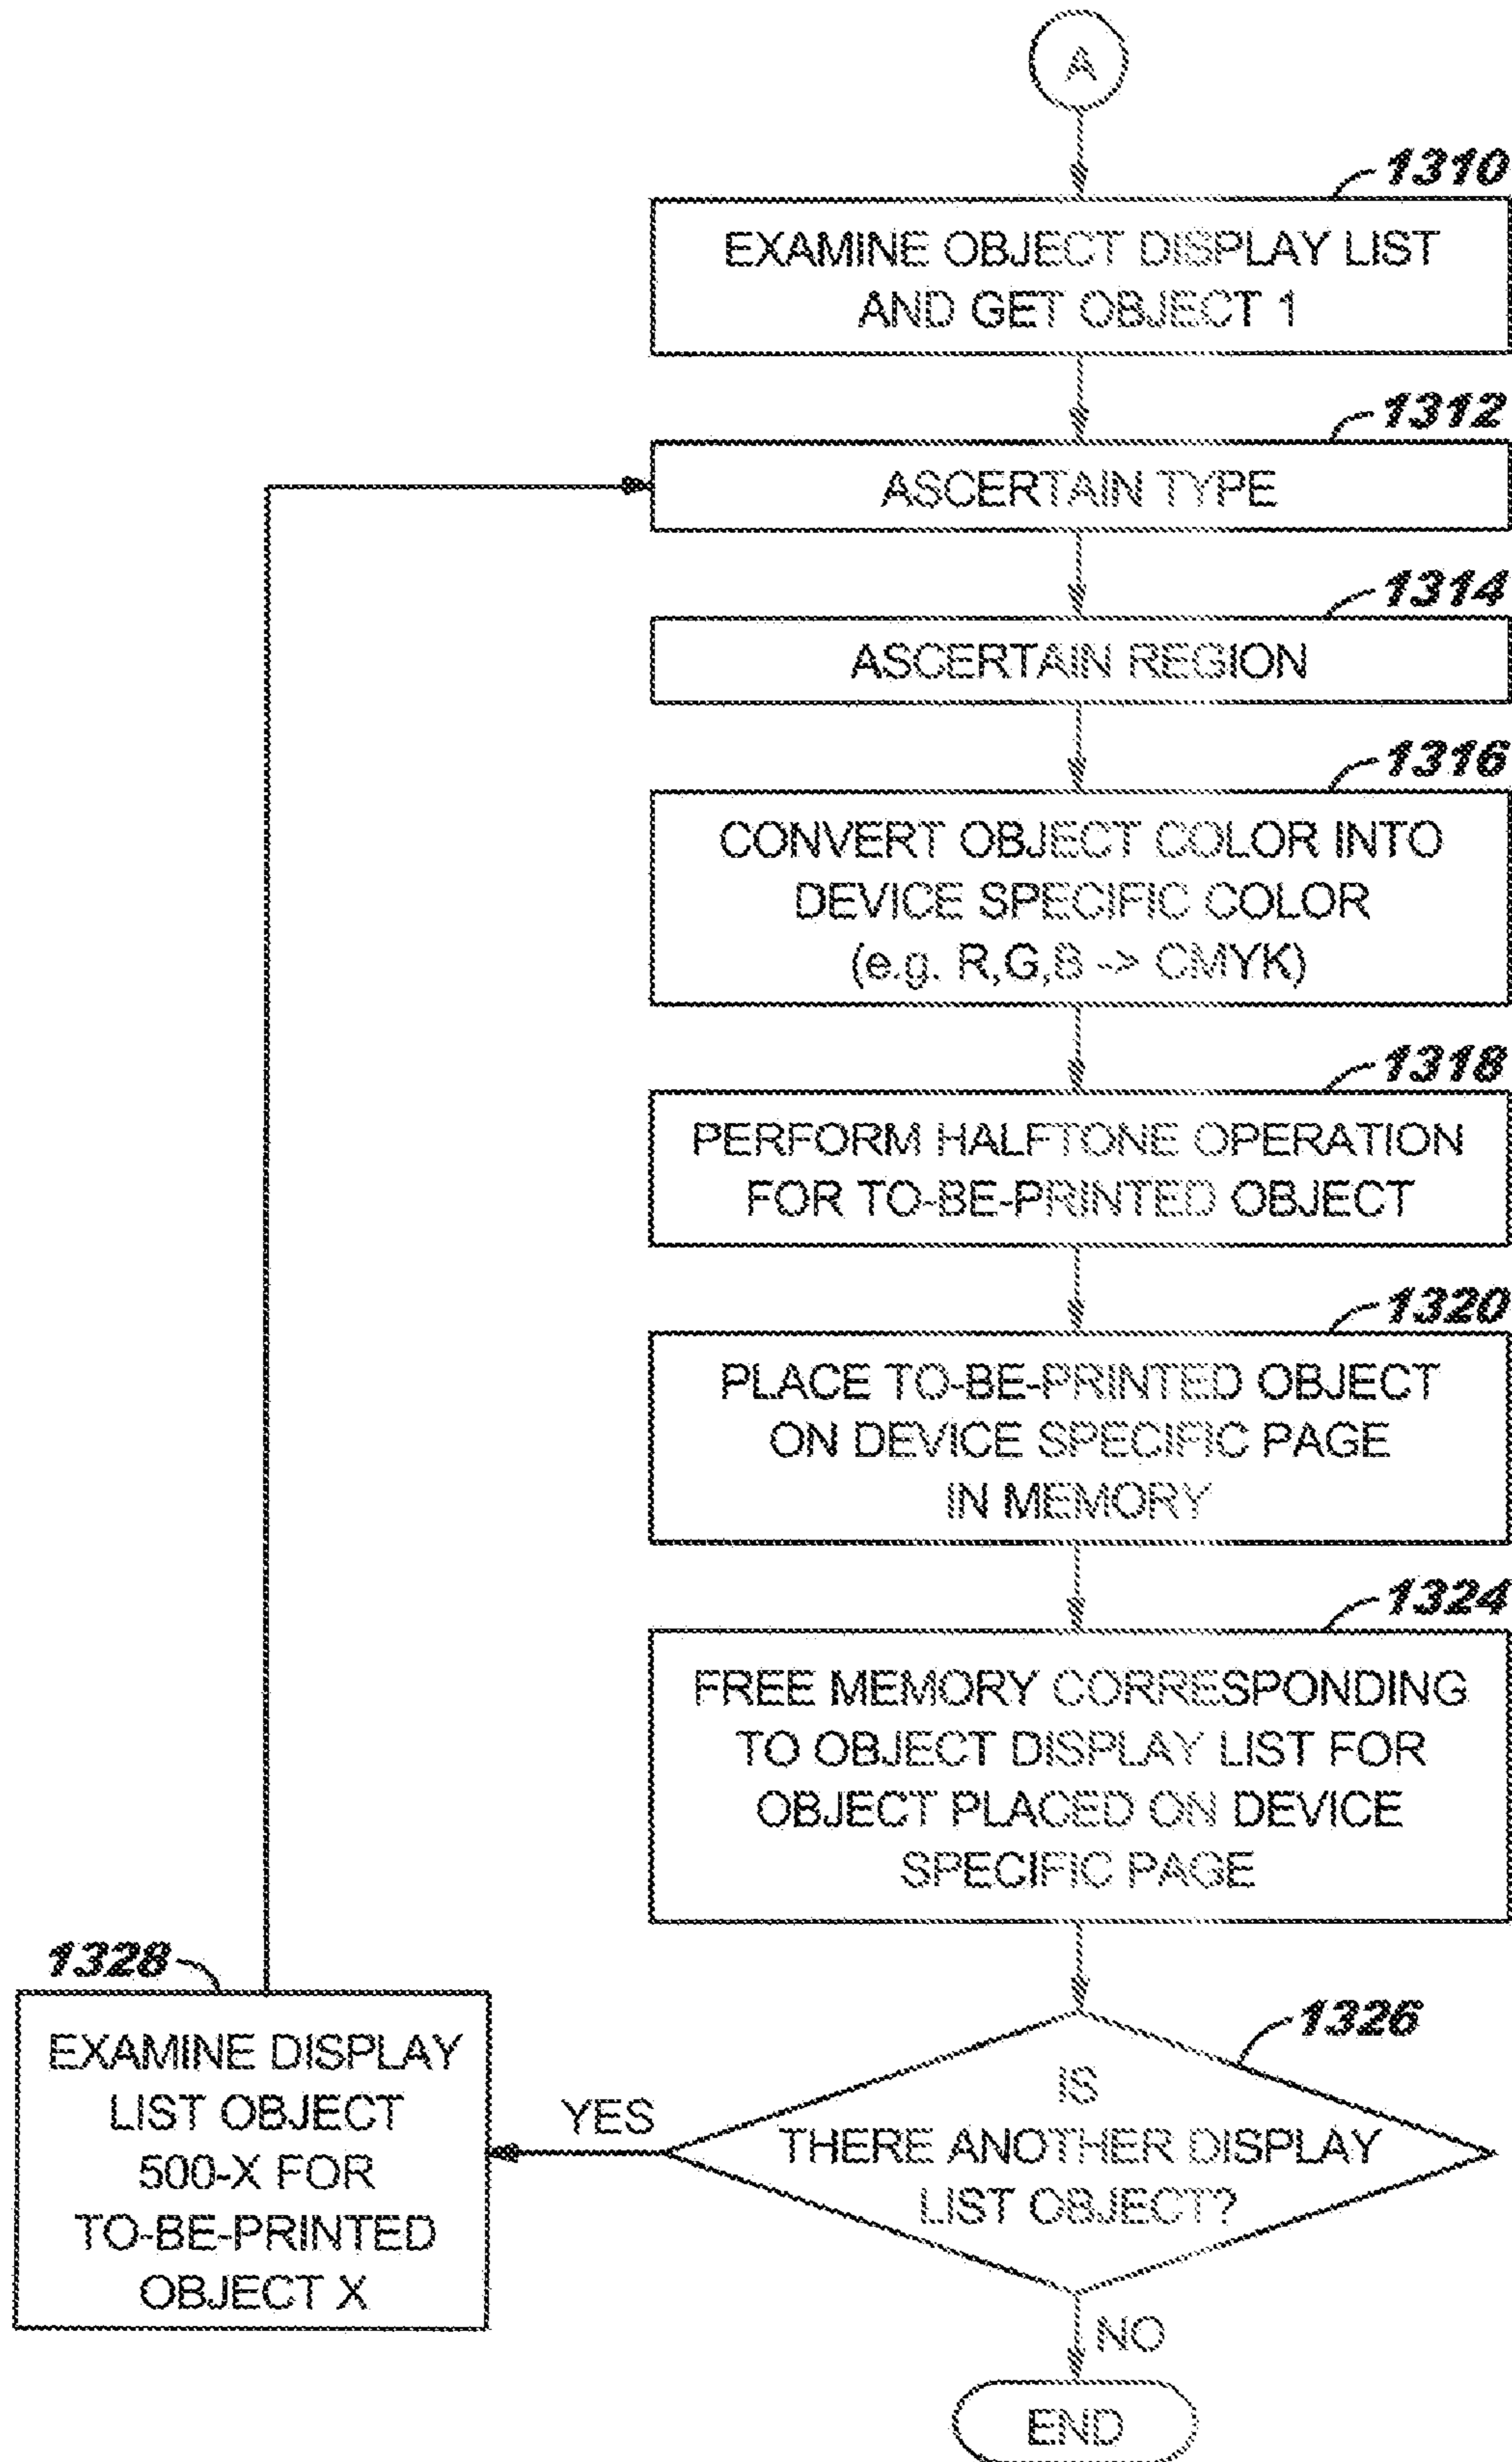 A
1310
EXAMINE OBJECT DISPLAY LIST
AND GET OBJECT 1
1312
ASCERTAIN TYPE
1314
ASCERTAIN REGION
1316
CONVERT OBJECT COLOR INTO
DEVICE SPECIFIC COLOR
(e.g. R,G,B -> CMYK)
1318
PERFORM HALFTONE OPERATION
FOR TO-BE-PRINTED OBJECT
1320
PLACE TO-BE-PRINTED OBJECT
ON DEVICE SPECIFIC PAGE
IN MEMORY
1324
FREE MEMORY CORRESPONDING
TO OBJECT DISPLAY LIST FOR
OBJECT PLACED ON DEVICE
SPECIFIC PAGE
1326
IS
THERE ANOTHER DISPLAY
LIST OBJECT?
YES
1328
EXAMINE DISPLAY
LIST OBJECT
500-X FOR
TO-BE-PRINTED
OBJECT X
NO
END